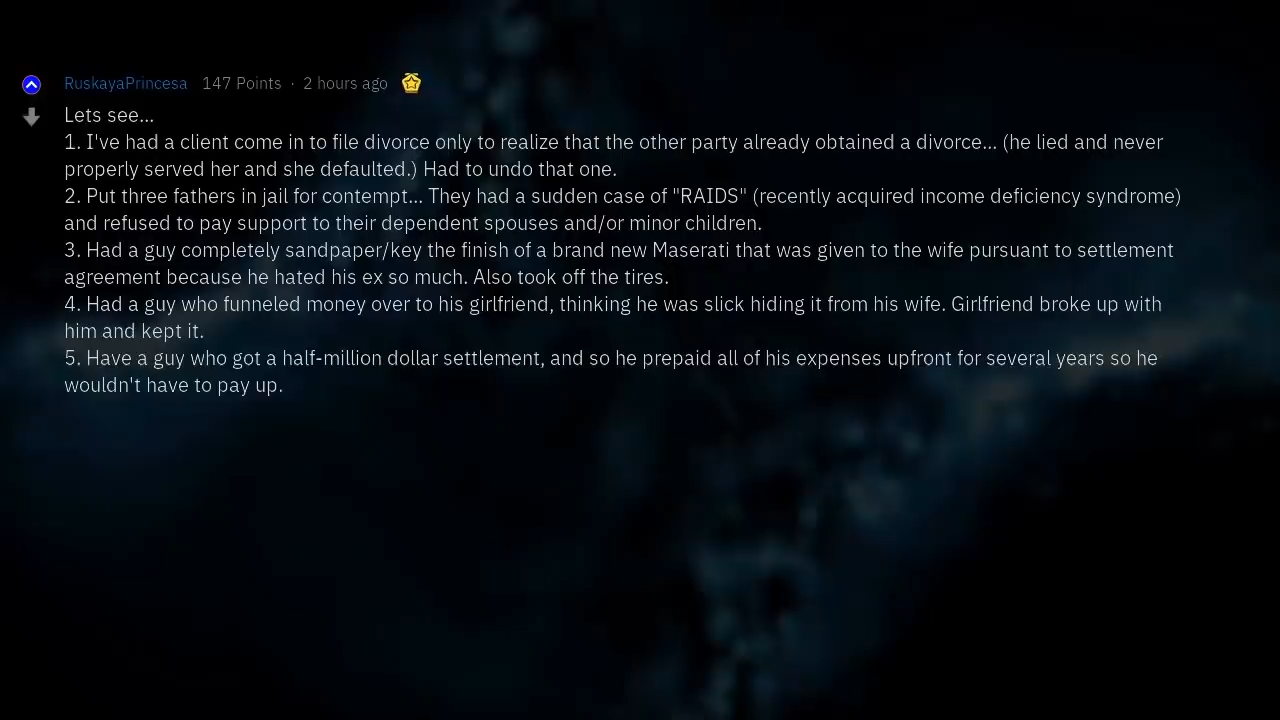 RuskayaPrincesa 147 Points · 2 hours ago
Lets see...
1. I've had a client come in to file divorce only to realize that the other party already obtained a divorce... (he lied and never
properly served her and she defaulted.) Had to undo that one.
2. Put three fathers in jail for contempt... They had a sudden case of "RAIDS" (recently acquired income deficiency syndrome)
and refused to pay support to their dependent spouses and/or minor children.
3. Had a guy completely sandpaper/key the finish of a brand new Maserati that was given to the wife pursuant to settlement
agreement because he hated his ex so much. Also took off the tires.
4. Had a guy who funneled money over to his girlfriend, thinking he was slick hiding it from his wife. Girlfriend broke up with
him and kept it.
5. Have a guy who got a half-million dollar settlement, and so he prepaid all of his expenses upfront for several years so he
wouldn't have to pay up.